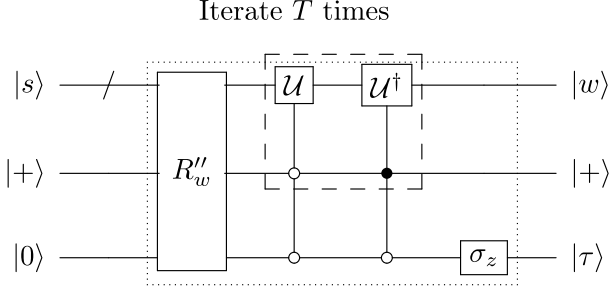 Iterate T times
|s⟩ 𝒰 𝒰† |w⟩
|+⟩ R''_w |+⟩
|0⟩ σ_z |τ⟩